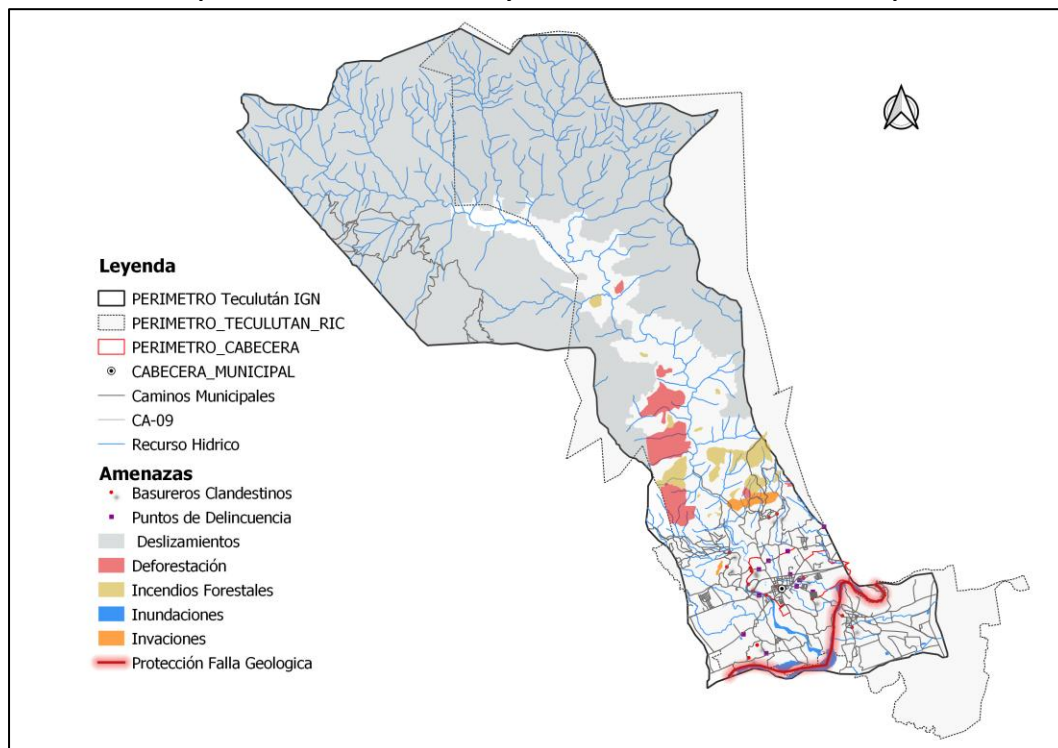 Leyenda
PERIMETRO Teculután IGN
PERIMETRO_TECULUTAN_RIC
PERIMETRO_CABECERA
CABECERA_MUNICIPAL
Caminos Municipales
CA-09
Recurso Hidrico
Amenazas
Basureros Clandestinos
Puntos de Delincuencia
Deslizamientos
Deforestación
Incendios Forestales
Inundaciones
Invaciones
Protección Falla Geologica